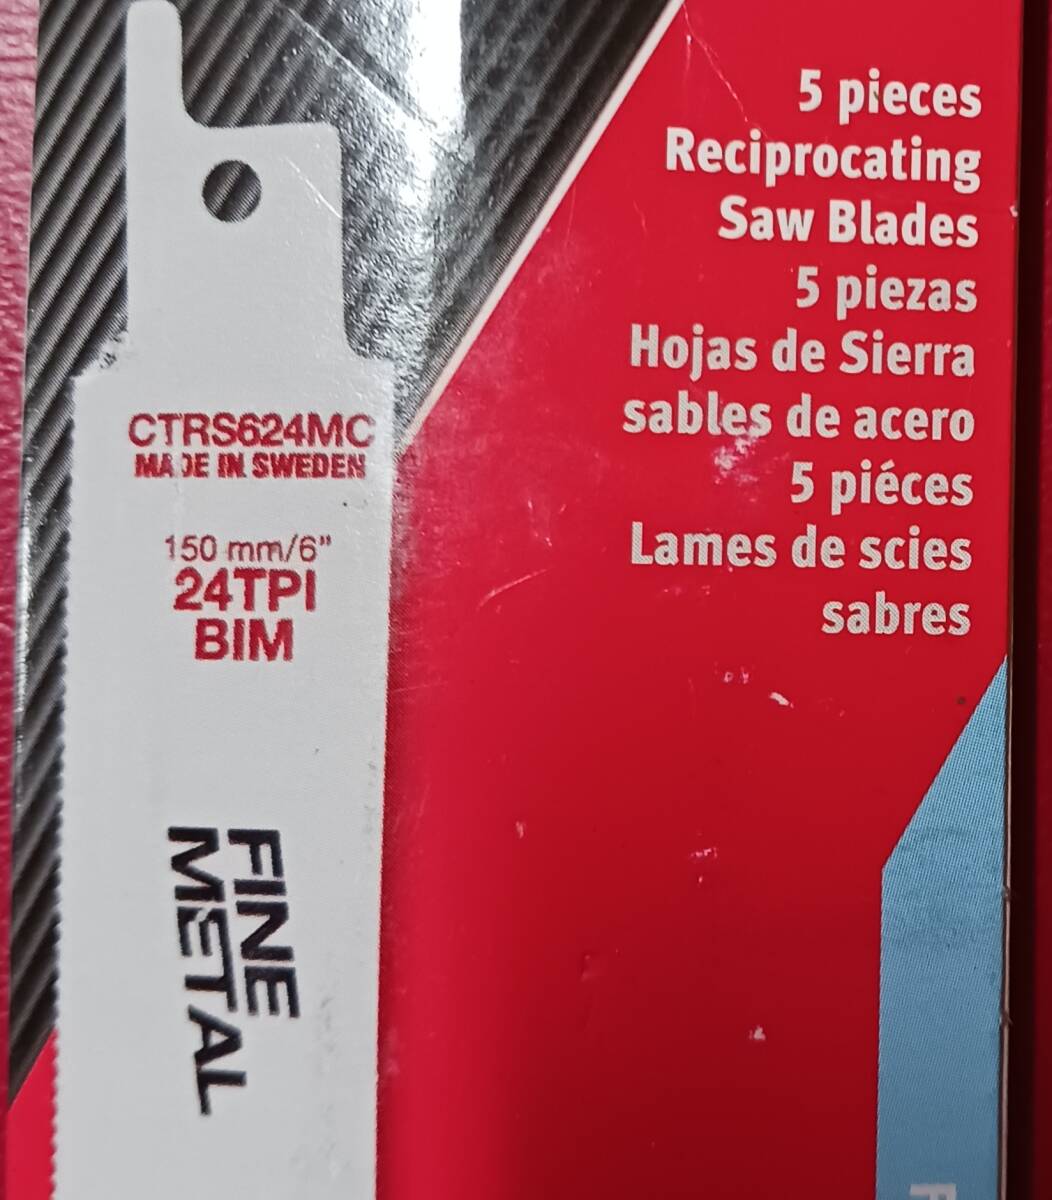 5 pieces
Reciprocating
Saw Blades
5 piezas
Hojas de Sierra
sables de acero
5 piéces
Lames de scies
sabres
CTRS624MC
MADE IN SWEDEN
150 mm/6"
24TPI
BIM
FINE
METAL